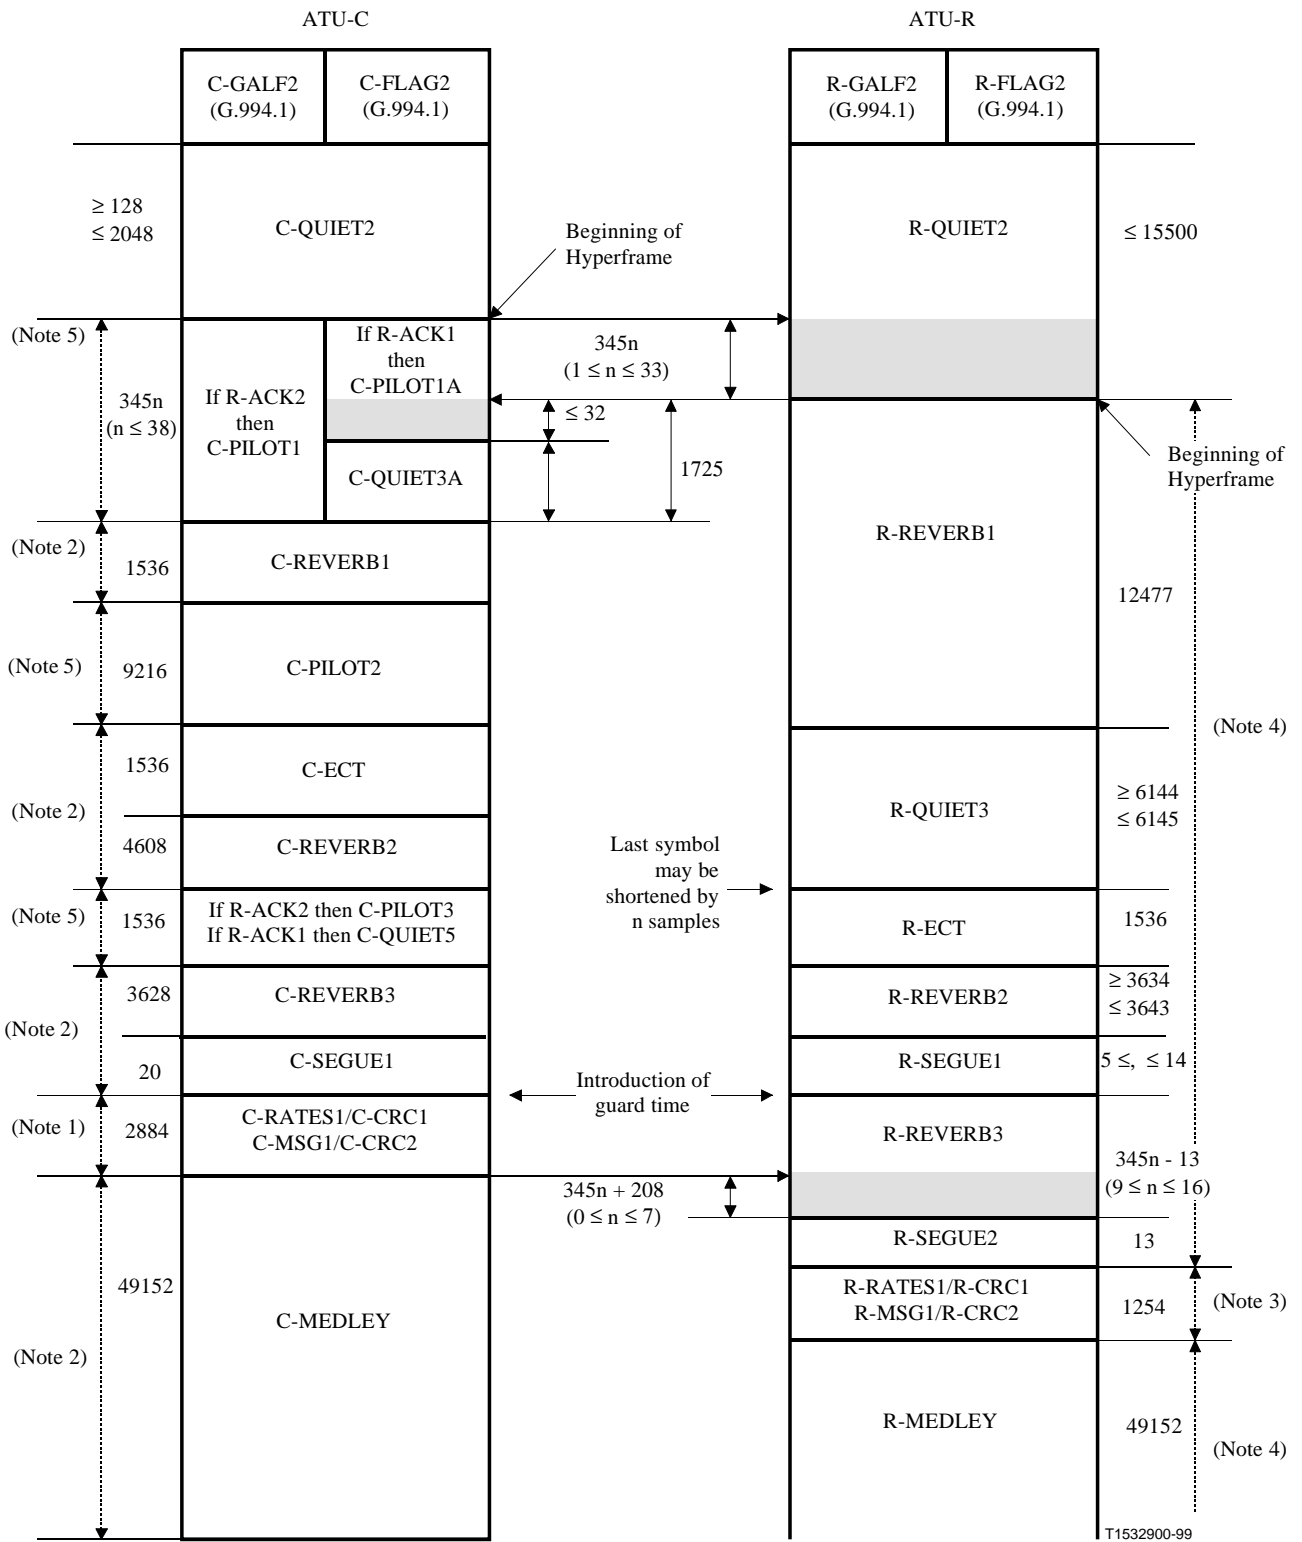 ATU-C
ATU-R
C-GALF2
(G.994.1)
C-FLAG2
(G.994.1)
R-GALF2
(G.994.1)
R-FLAG2
(G.994.1)
≥ 128
≤ 2048
C-QUIET2
Beginning of
Hyperframe
R-QUIET2
≤ 15500
(Note 5)
345n
(n ≤ 38)
If R-ACK2
then
C-PILOT1
If R-ACK1
then
C-PILOT1A
345n
(1 ≤ n ≤ 33)
≤ 32
C-QUIET3A
1725
Beginning of
Hyperframe
R-REVERB1
12477
(Note 2)
1536
C-REVERB1
(Note 5)
9216
C-PILOT2
(Note 4)
1536
C-ECT
(Note 2)
4608
C-REVERB2
R-QUIET3
≥ 6144
≤ 6145
Last symbol
may be
shortened by
n samples
(Note 5)
1536
If R-ACK2 then C-PILOT3
If R-ACK1 then C-QUIET5
R-ECT
1536
3628
C-REVERB3
R-REVERB2
≥ 3634
≤ 3643
(Note 2)
20
C-SEGUE1
R-SEGUE1
5 ≤, ≤ 14
Introduction of
guard time
(Note 1)
2884
C-RATES1/C-CRC1
C-MSG1/C-CRC2
R-REVERB3
345n - 13
(9 ≤ n ≤ 16)
345n + 208
(0 ≤ n ≤ 7)
R-SEGUE2
13
49152
C-MEDLEY
(Note 2)
R-RATES1/R-CRC1
R-MSG1/R-CRC2
1254
(Note 3)
R-MEDLEY
49152
(Note 4)
T1532900-99